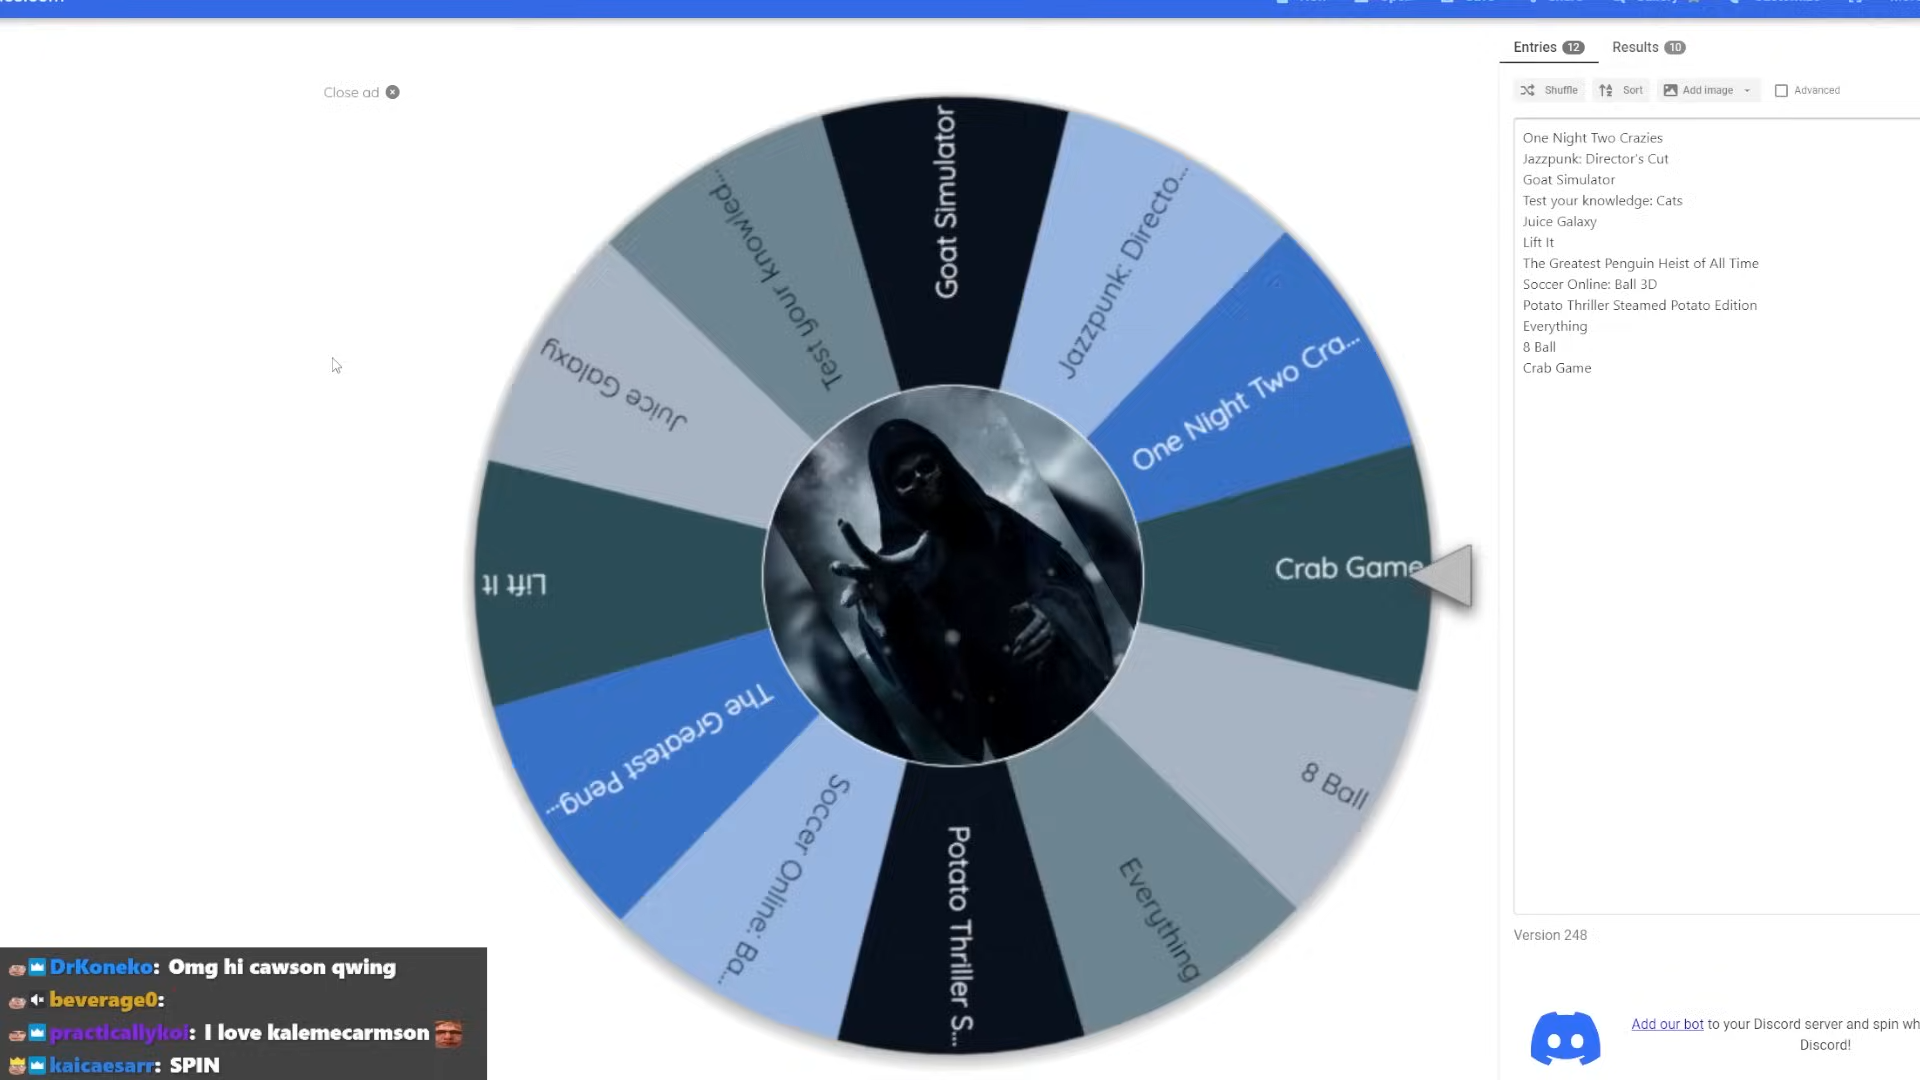 Entries 12 Results 10
Close ad
Shuffle Sort Add image Advanced
One Night Two Crazies
Jazzpunk: Director's Cut
Goat Simulator
Test your knowledge: Cats
Juice Galaxy
Lift It
The Greatest Penguin Heist of All Time
Soccer Online: Ball 3D
Potato Thriller Steamed Potato Edition
Everything
8 Ball
Crab Game
Goat Simulator
Jazzpunk: Directo...
One Night Two Cra...
Crab Game
8 Ball
Everything
Potato Thriller S...
Soccer Online: Ba...
The Greatest Peng...
Lift It
Juice Galaxy
Test your knowled...
Version 248
Add our bot to your Discord server and spin wh
Discord!
DrKoneko: Omg hi cawson qwing
beverage0:
practicallykoi: I love kalemecarmson
kaicaesarr: SPIN